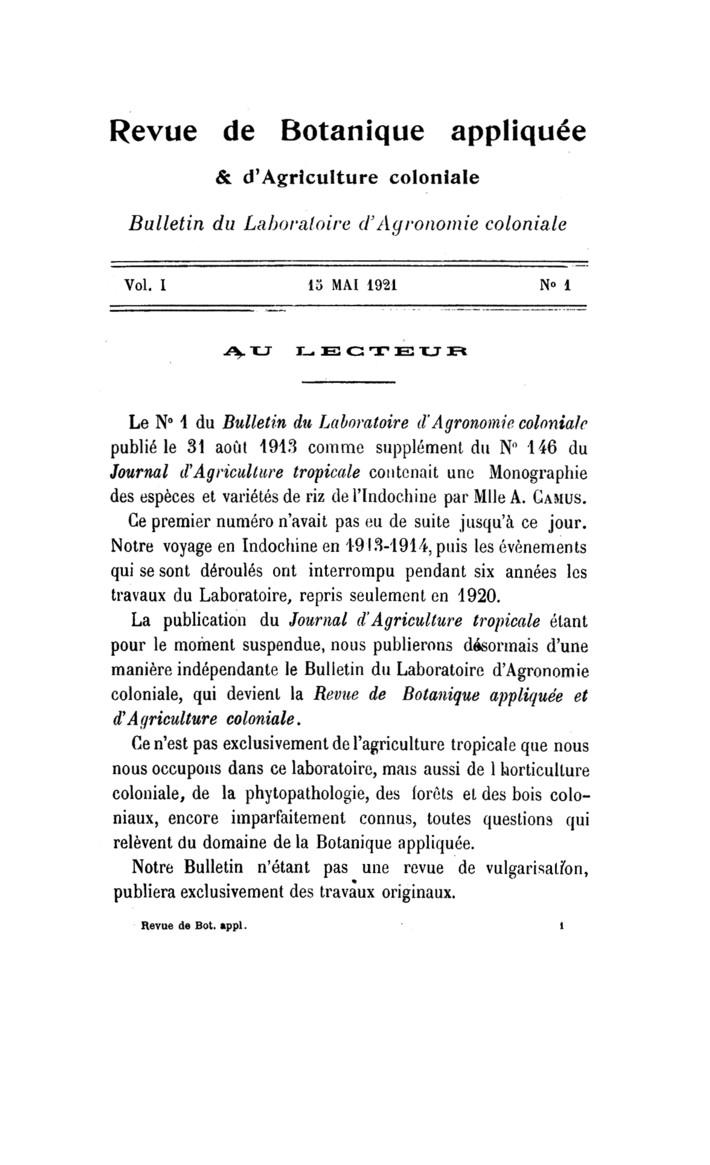 Revue de Botanique appliquée
& d'Agriculture coloniale
Bulletin du Laboratoire d'Agronomie coloniale
Vol. I 15 MAI 1921 Nº 1
AU LECTEUR
Le Nº 1 du Bulletin du Laboratoire d'Agronomie coloniale
publié le 31 août 1913 comme supplément du Nº 146 du
Journal d'Agriculture tropicale contenait une Monographie
des espèces et variétés de riz de l'Indochine par Mlle A. CAMUS.
Ce premier numéro n'avait pas eu de suite jusqu'à ce jour.
Notre voyage en Indochine en 1913-1914, puis les évènements
qui se sont déroulés ont interrompu pendant six années les
travaux du Laboratoire, repris seulement en 1920.
La publication du Journal d'Agriculture tropicale étant
pour le moment suspendue, nous publierons désormais d'une
manière indépendante le Bulletin du Laboratoire d'Agronomie
coloniale, qui devient la Revue de Botanique appliquée et
d'Agriculture coloniale.
Ce n'est pas exclusivement de l'agriculture tropicale que nous
nous occupons dans ce laboratoire, mais aussi de l horticulture
coloniale, de la phytopathologie, des forêts et des bois colo-
niaux, encore imparfaitement connus, toutes questions qui
relèvent du domaine de la Botanique appliquée.
Notre Bulletin n'étant pas une revue de vulgarisation,
publiera exclusivement des travaux originaux.
Revue de Bot. appl. 1